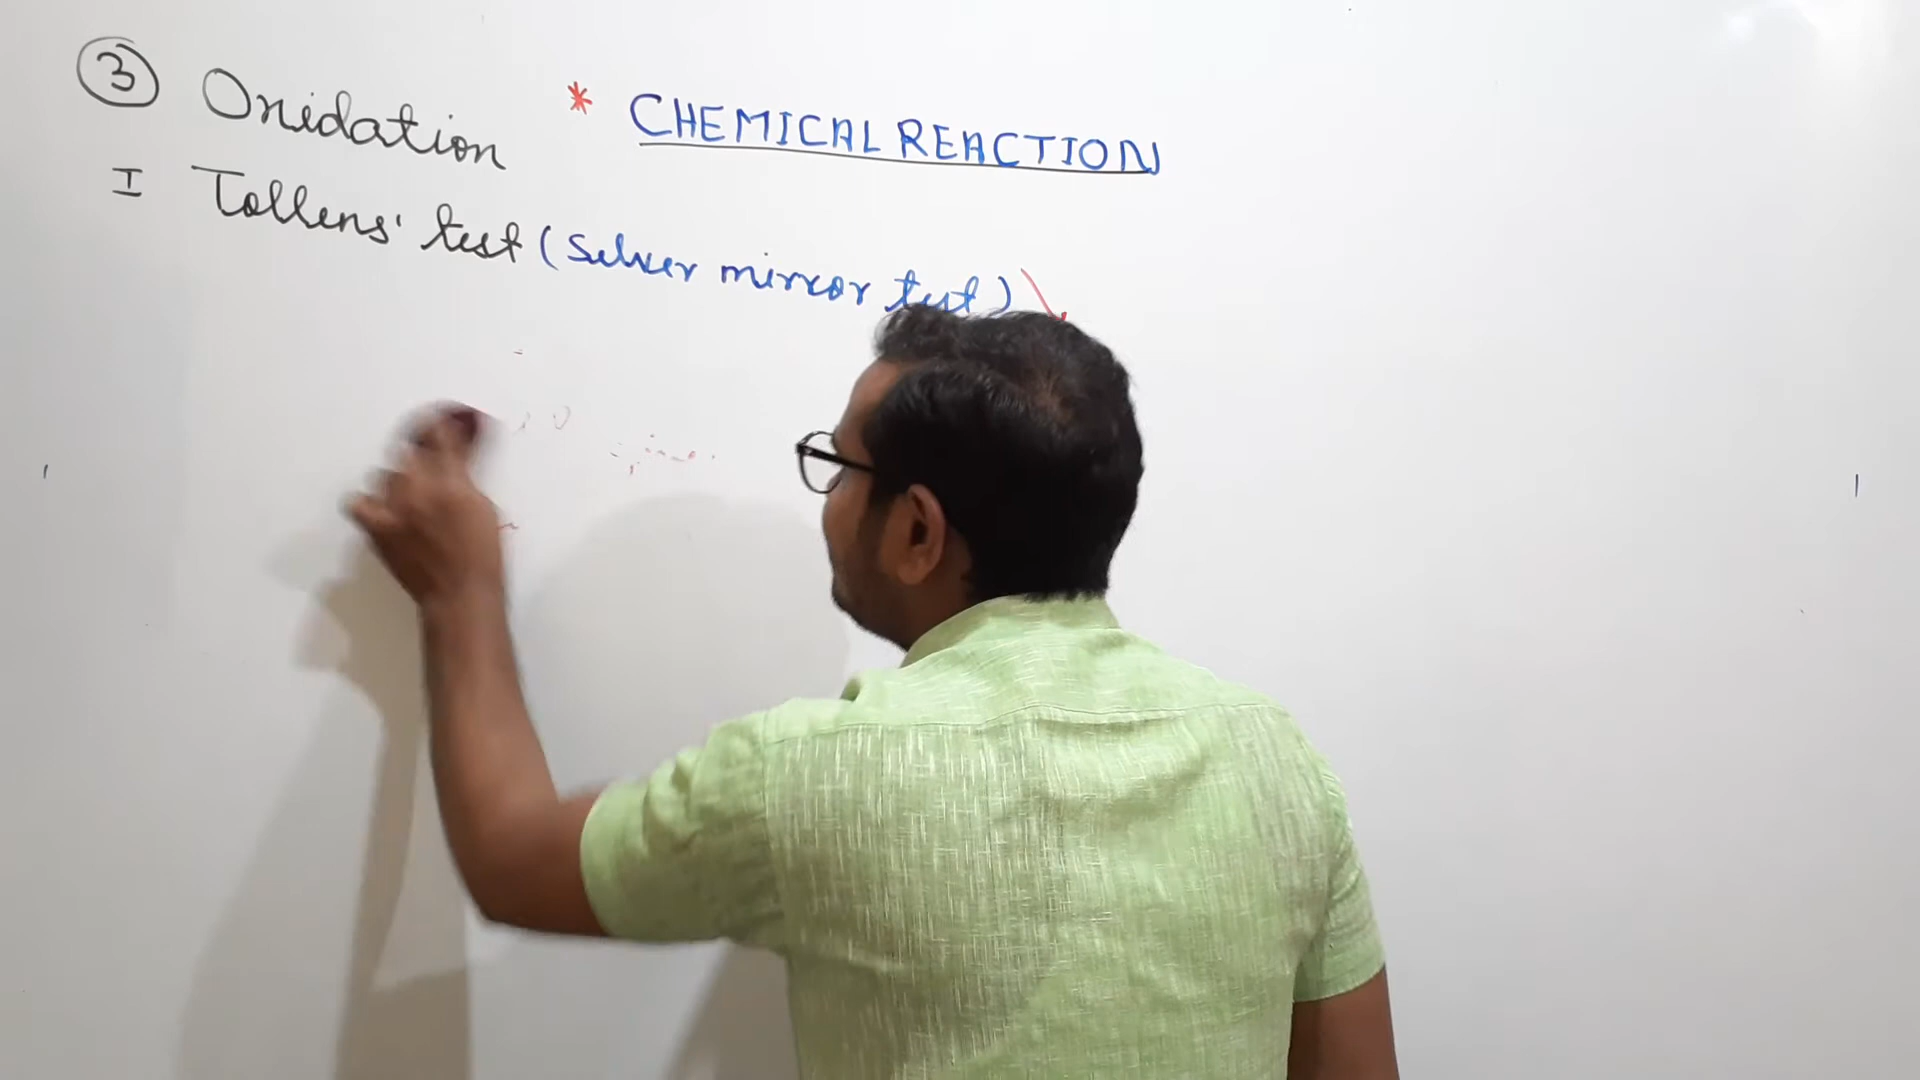 ③ Oxidation
* CHEMICAL REACTION
I Tollens' test (Silver mirror test)